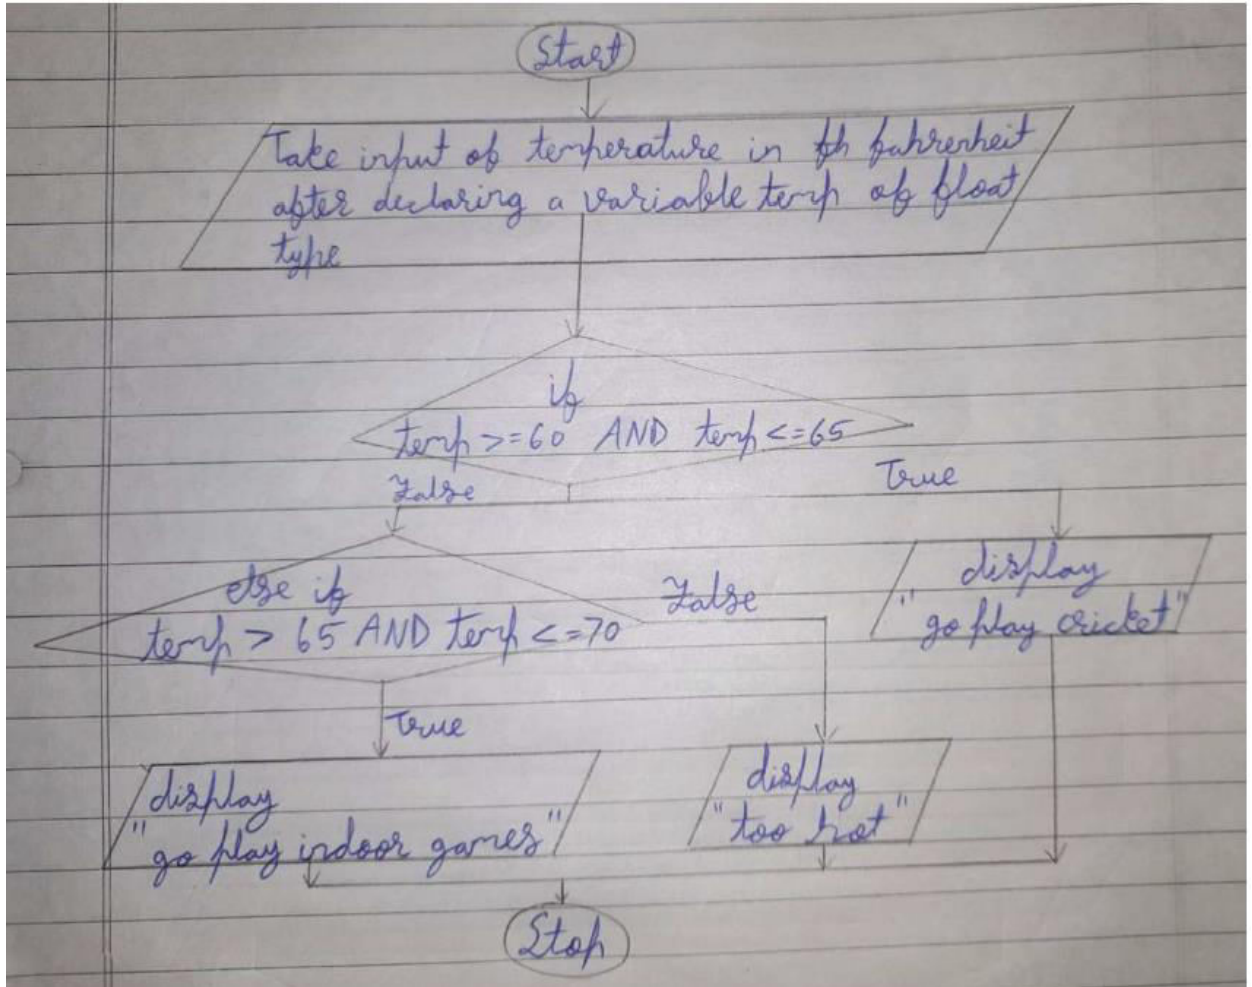 Start
Take input of temperature in fahrenheit
after declaring a variable temp of float
type
if
temp >=60 AND temp <=65
False
True
else if
temp > 65 AND temp <=70
False
display
"go play cricket"
True
display
"go play indoor games"
display
"too hot"
Stop